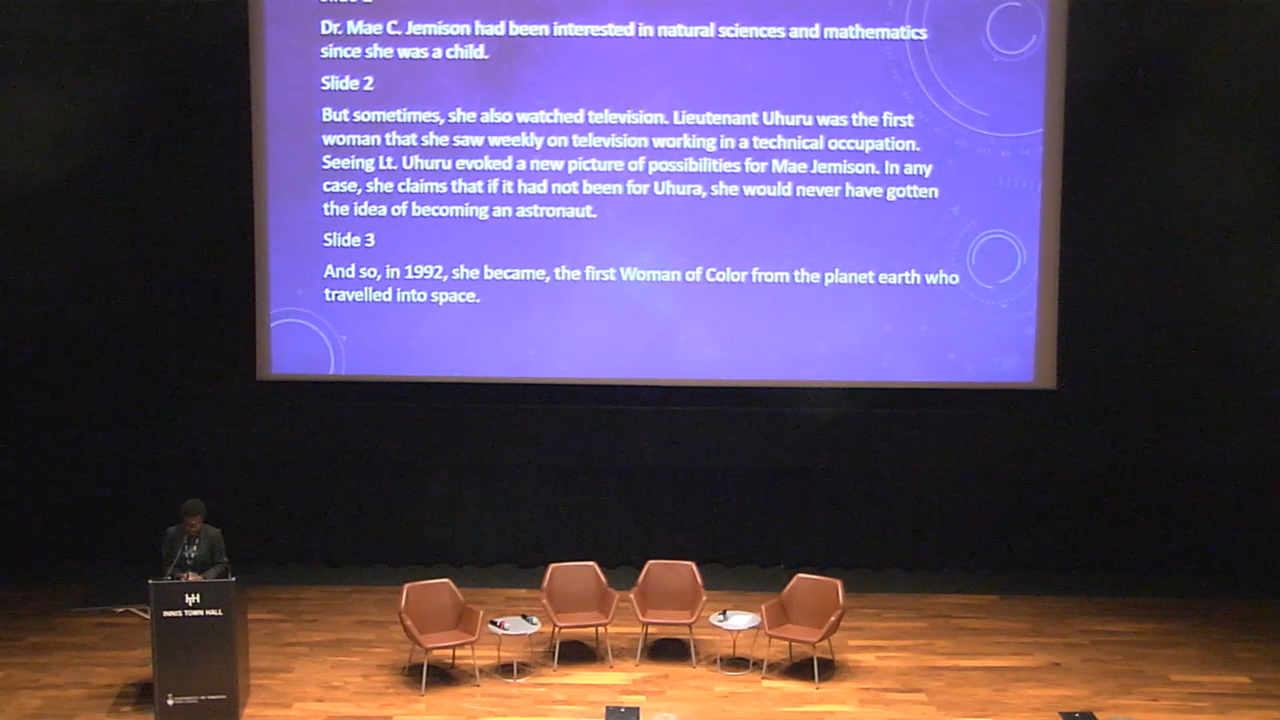 Dr. Mae C. Jemison had been interested in natural sciences and mathematics
since she was a child.
Slide 2
But sometimes, she also watched television. Lieutenant Uhuru was the first
woman that she saw weekly on television working in a technical occupation.
Seeing Lt. Uhuru evoked a new picture of possibilities for Mae Jemison. In any
case, she claims that if it had not been for Uhura, she would never have gotten
the idea of becoming an astronaut.
Slide 3
And so, in 1992, she became, the first Woman of Color from the planet earth who
travelled into space.
INNIS TOWN HALL